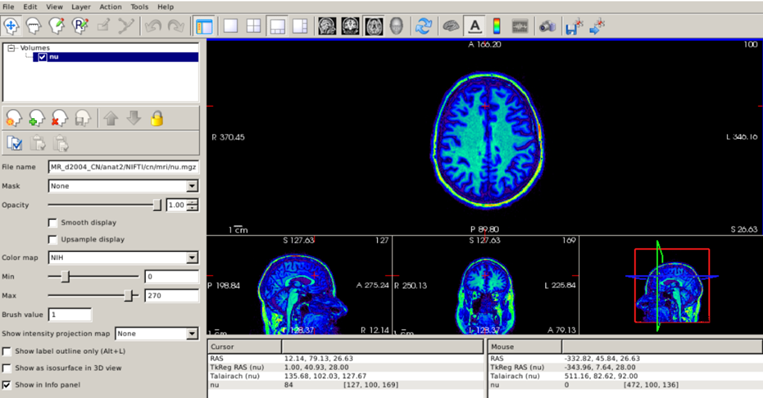 File Edit View Layer Action Tools Help
Volumes
nu
File name MR_d2004_CN/anat2/NIFTI/cn/mri/nu.mgz
Mask None
Opacity 1.00
Smooth display
Upsample display
Color map NIH
Min 0
Max 270
Brush value 1
Show intensity projection map None
Show label outline only (Alt+L)
Show as isosurface in 3D view
Show in Info panel
A 166.20 100
R 370.45 L 346.16
1 cm P 89.80 S 26.63
S 127.63 127
P 198.84 A 275.24
1 cm I 128.37 R 12.14
S 127.63 169
R 250.13 L 225.84
1 cm I 128.37 A 79.13
Cursor
RAS 12.14, 79.13, 26.63
TkReg RAS (nu) 1.00, 40.93, 28.00
Talairach (nu) 135.68, 102.03, 127.67
nu 84 [127, 100, 169]
Mouse
RAS -332.82, 45.84, 26.63
TkReg RAS (nu) -343.96, 7.64, 28.00
Talairach (nu) 511.16, 82.62, 92.00
nu 0 [472, 100, 136]